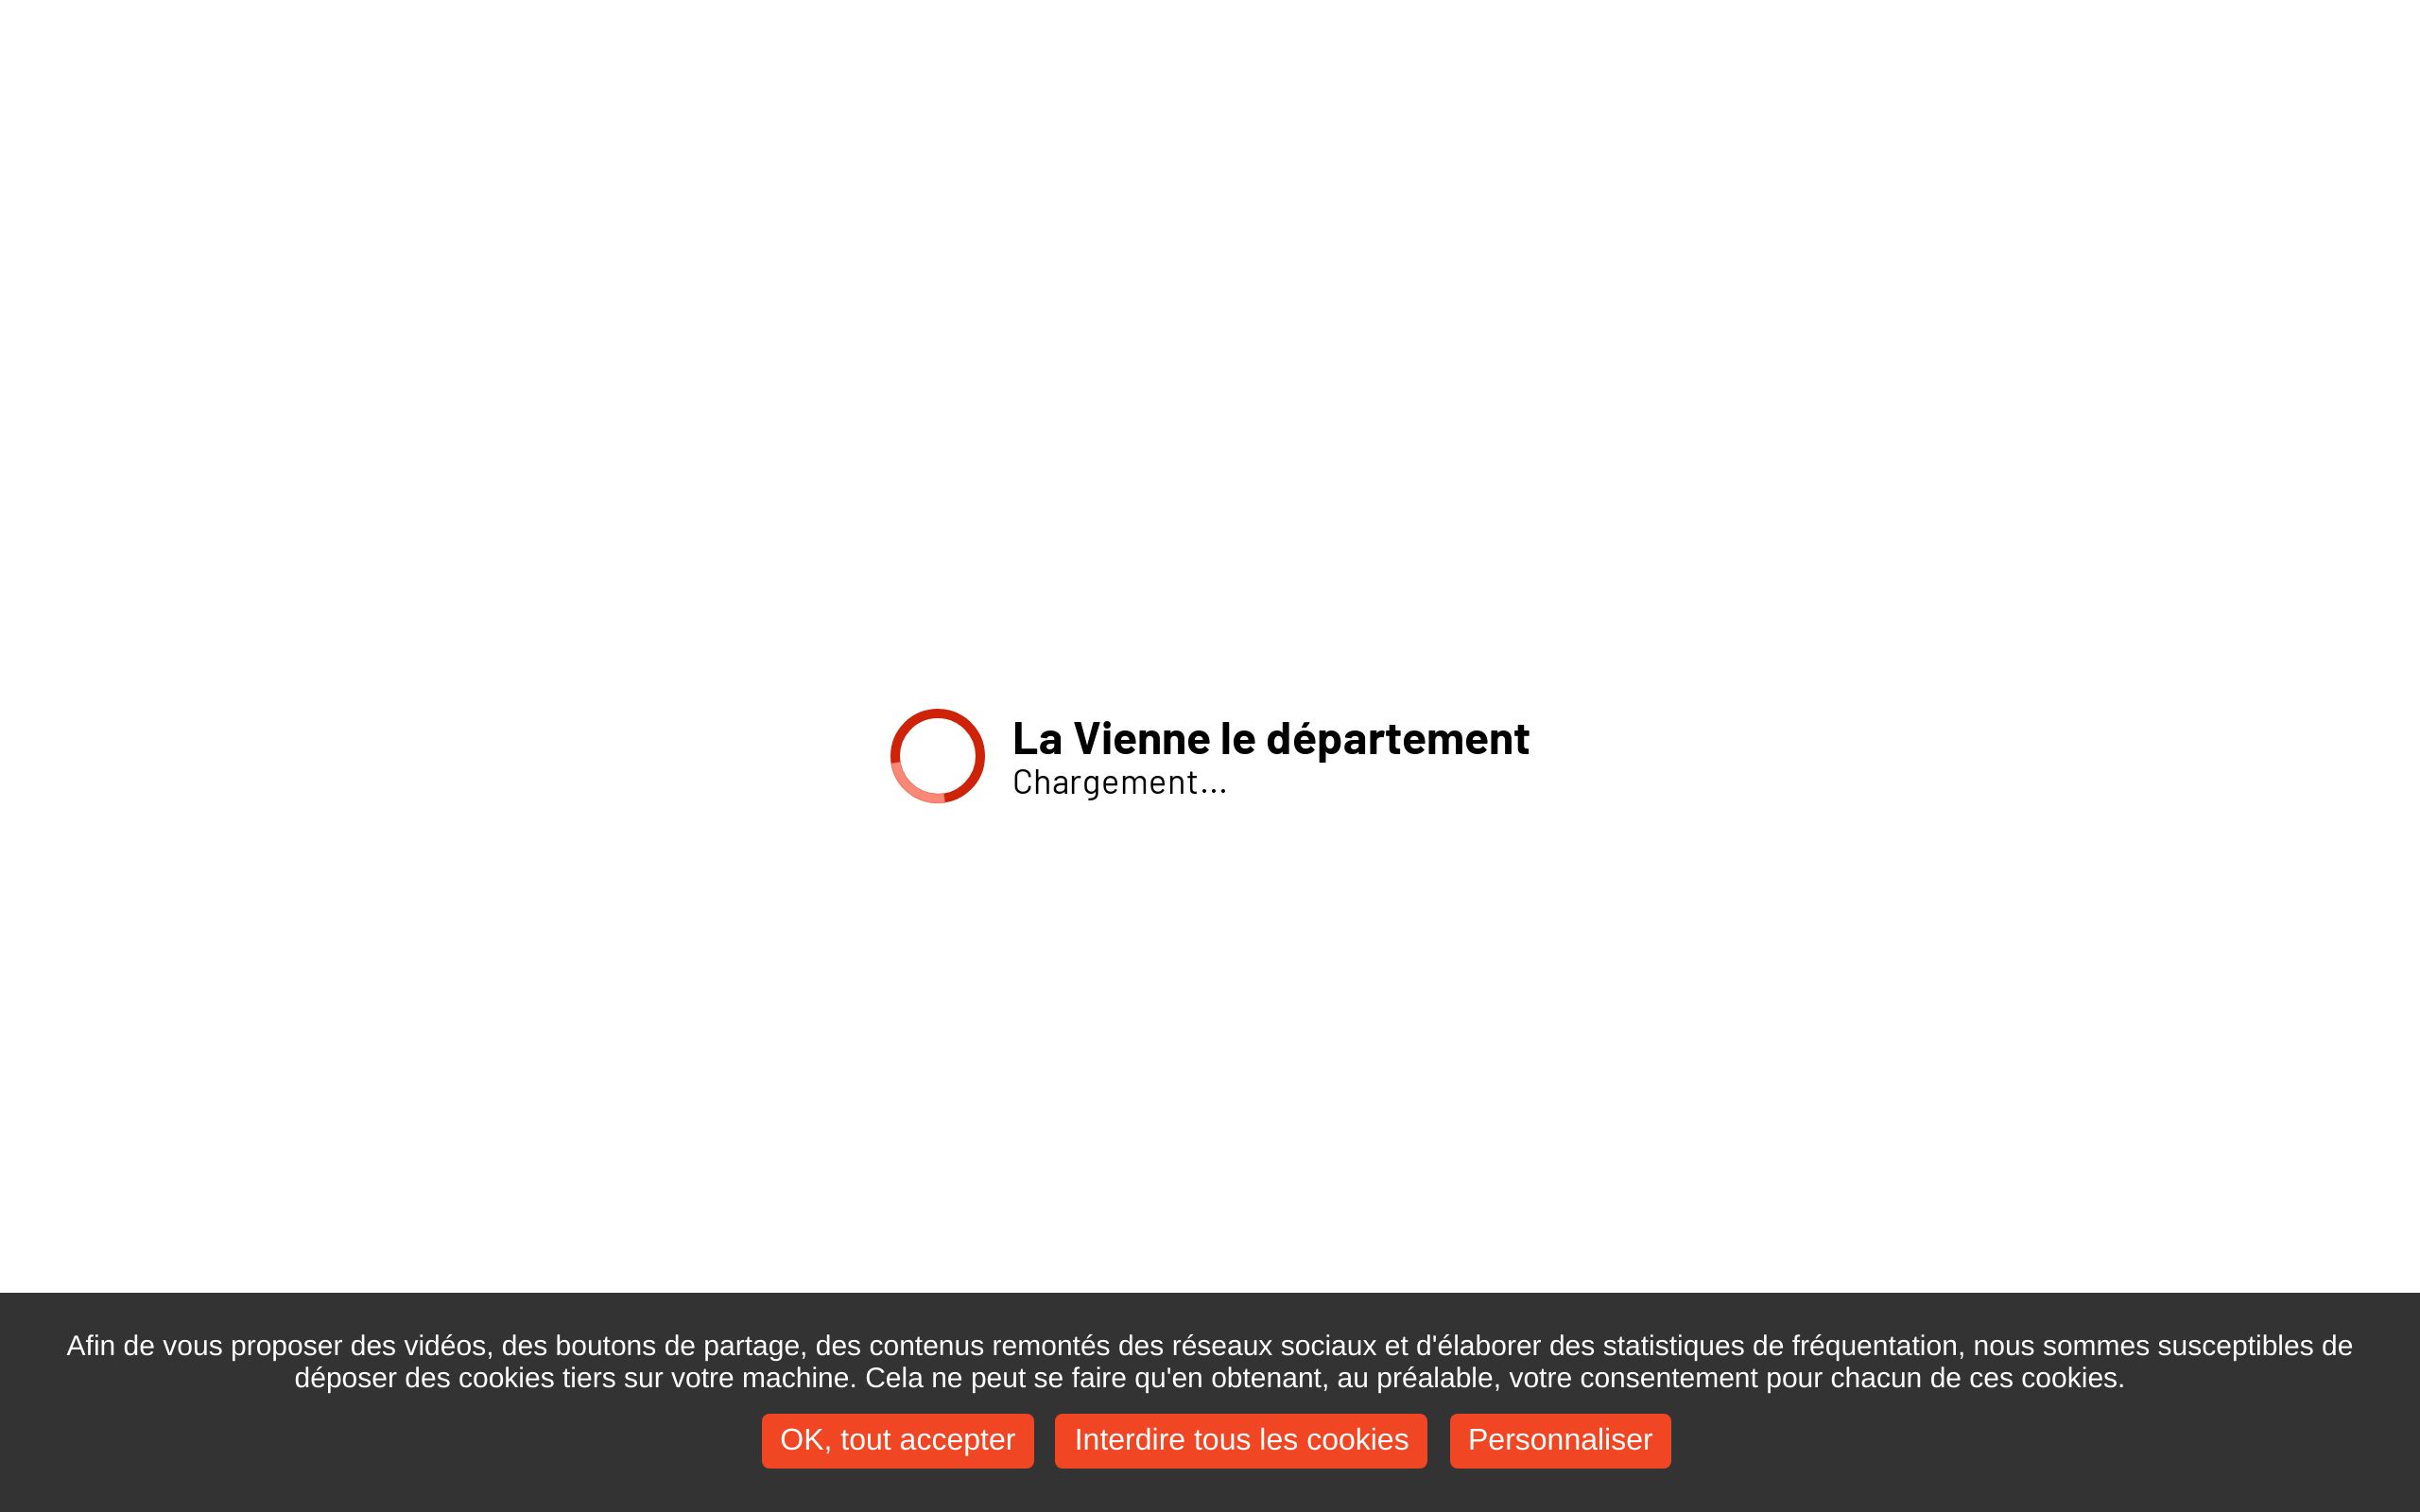 La Vienne le département
Chargement...
Afin de vous proposer des vidéos, des boutons de partage, des contenus remontés des réseaux sociaux et d'élaborer des statistiques de fréquentation, nous sommes susceptibles de
déposer des cookies tiers sur votre machine. Cela ne peut se faire qu'en obtenant, au préalable, votre consentement pour chacun de ces cookies.
OK, tout accepter Interdire tous les cookies Personnaliser